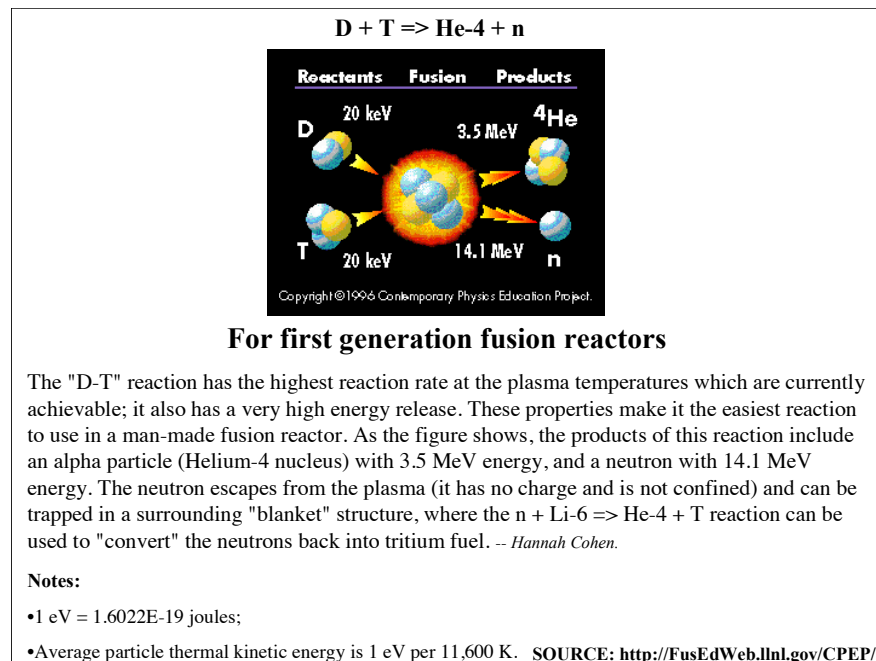 D + T => He-4 + n
Reactants Fusion Products
D 20 keV 3.5 MeV ⁴He
T 20 keV 14.1 MeV n
Copyright ©1996 Contemporary Physics Education Project.
For first generation fusion reactors
The "D-T" reaction has the highest reaction rate at the plasma temperatures which are currently
achievable; it also has a very high energy release. These properties make it the easiest reaction
to use in a man-made fusion reactor. As the figure shows, the products of this reaction include
an alpha particle (Helium-4 nucleus) with 3.5 MeV energy, and a neutron with 14.1 MeV
energy. The neutron escapes from the plasma (it has no charge and is not confined) and can be
trapped in a surrounding "blanket" structure, where the n + Li-6 => He-4 + T reaction can be
used to "convert" the neutrons back into tritium fuel. -- Hannah Cohen.
Notes:
•1 eV = 1.6022E-19 joules;
•Average particle thermal kinetic energy is 1 eV per 11,600 K. SOURCE: http://FusEdWeb.llnl.gov/CPEP/